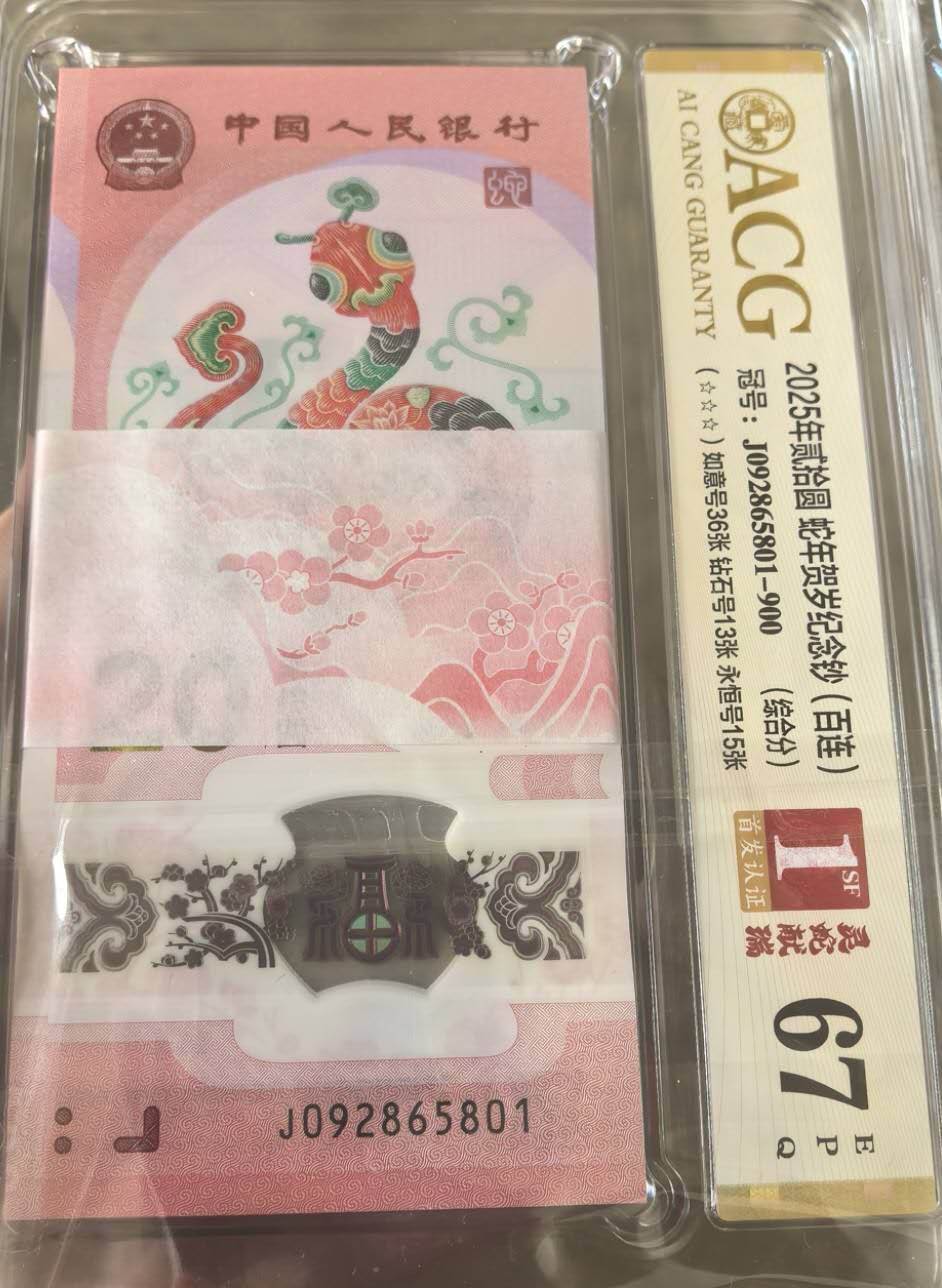 中国人民银行
20
J092865801
ACG
AI CANG GUARANTY
2025年贰拾圆 蛇年贺岁纪念钞（百连）
冠号：J092865801-900 （综合分）
（☆☆☆）如意号36张 钻石号13张 永恒号15张
1
SF
首发认证
灵蛇献瑞
67
E
P
Q